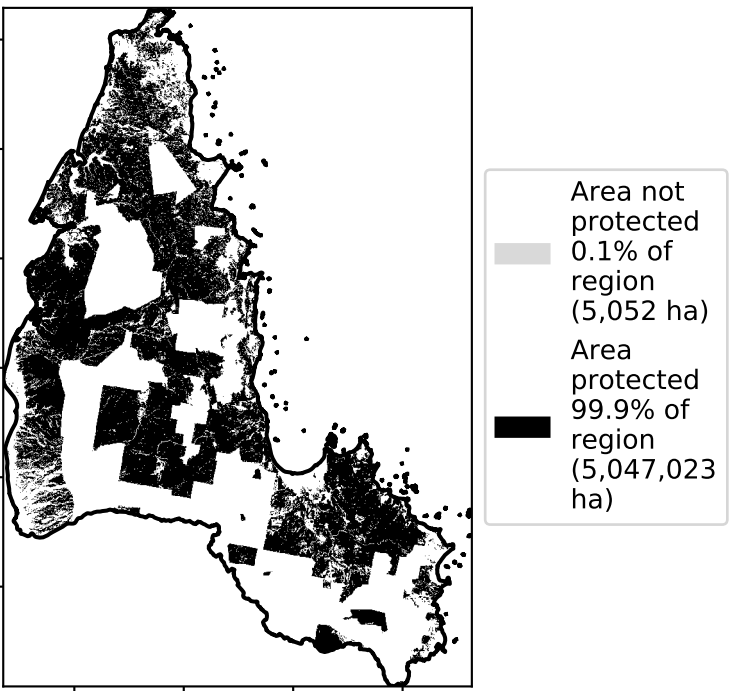 Area not
protected
0.1% of
region
(5,052 ha)
Area
protected
99.9% of
region
(5,047,023
ha)